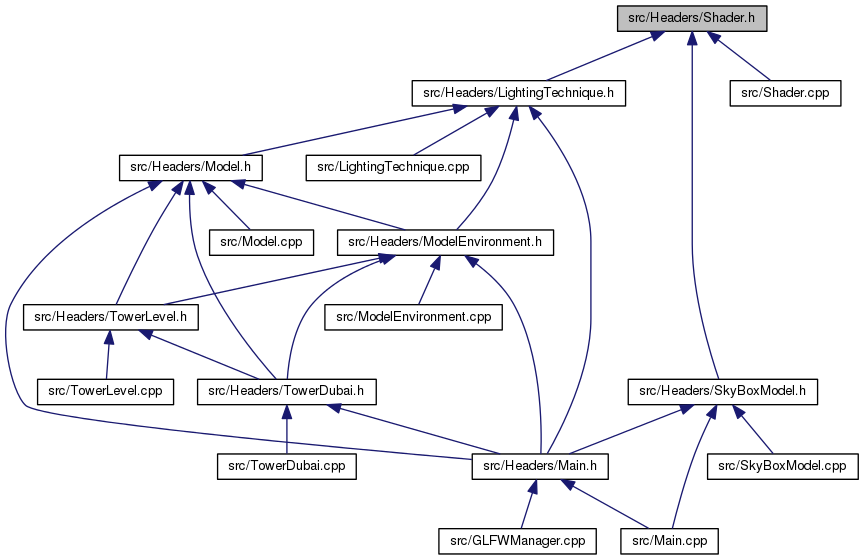 src/Headers/Shader.h
src/Headers/LightingTechnique.h
src/Shader.cpp
src/Headers/Model.h
src/LightingTechnique.cpp
src/Model.cpp
src/Headers/ModelEnvironment.h
src/Headers/TowerLevel.h
src/ModelEnvironment.cpp
src/TowerLevel.cpp
src/Headers/TowerDubai.h
src/Headers/SkyBoxModel.h
src/TowerDubai.cpp
src/Headers/Main.h
src/SkyBoxModel.cpp
src/GLFWManager.cpp
src/Main.cpp